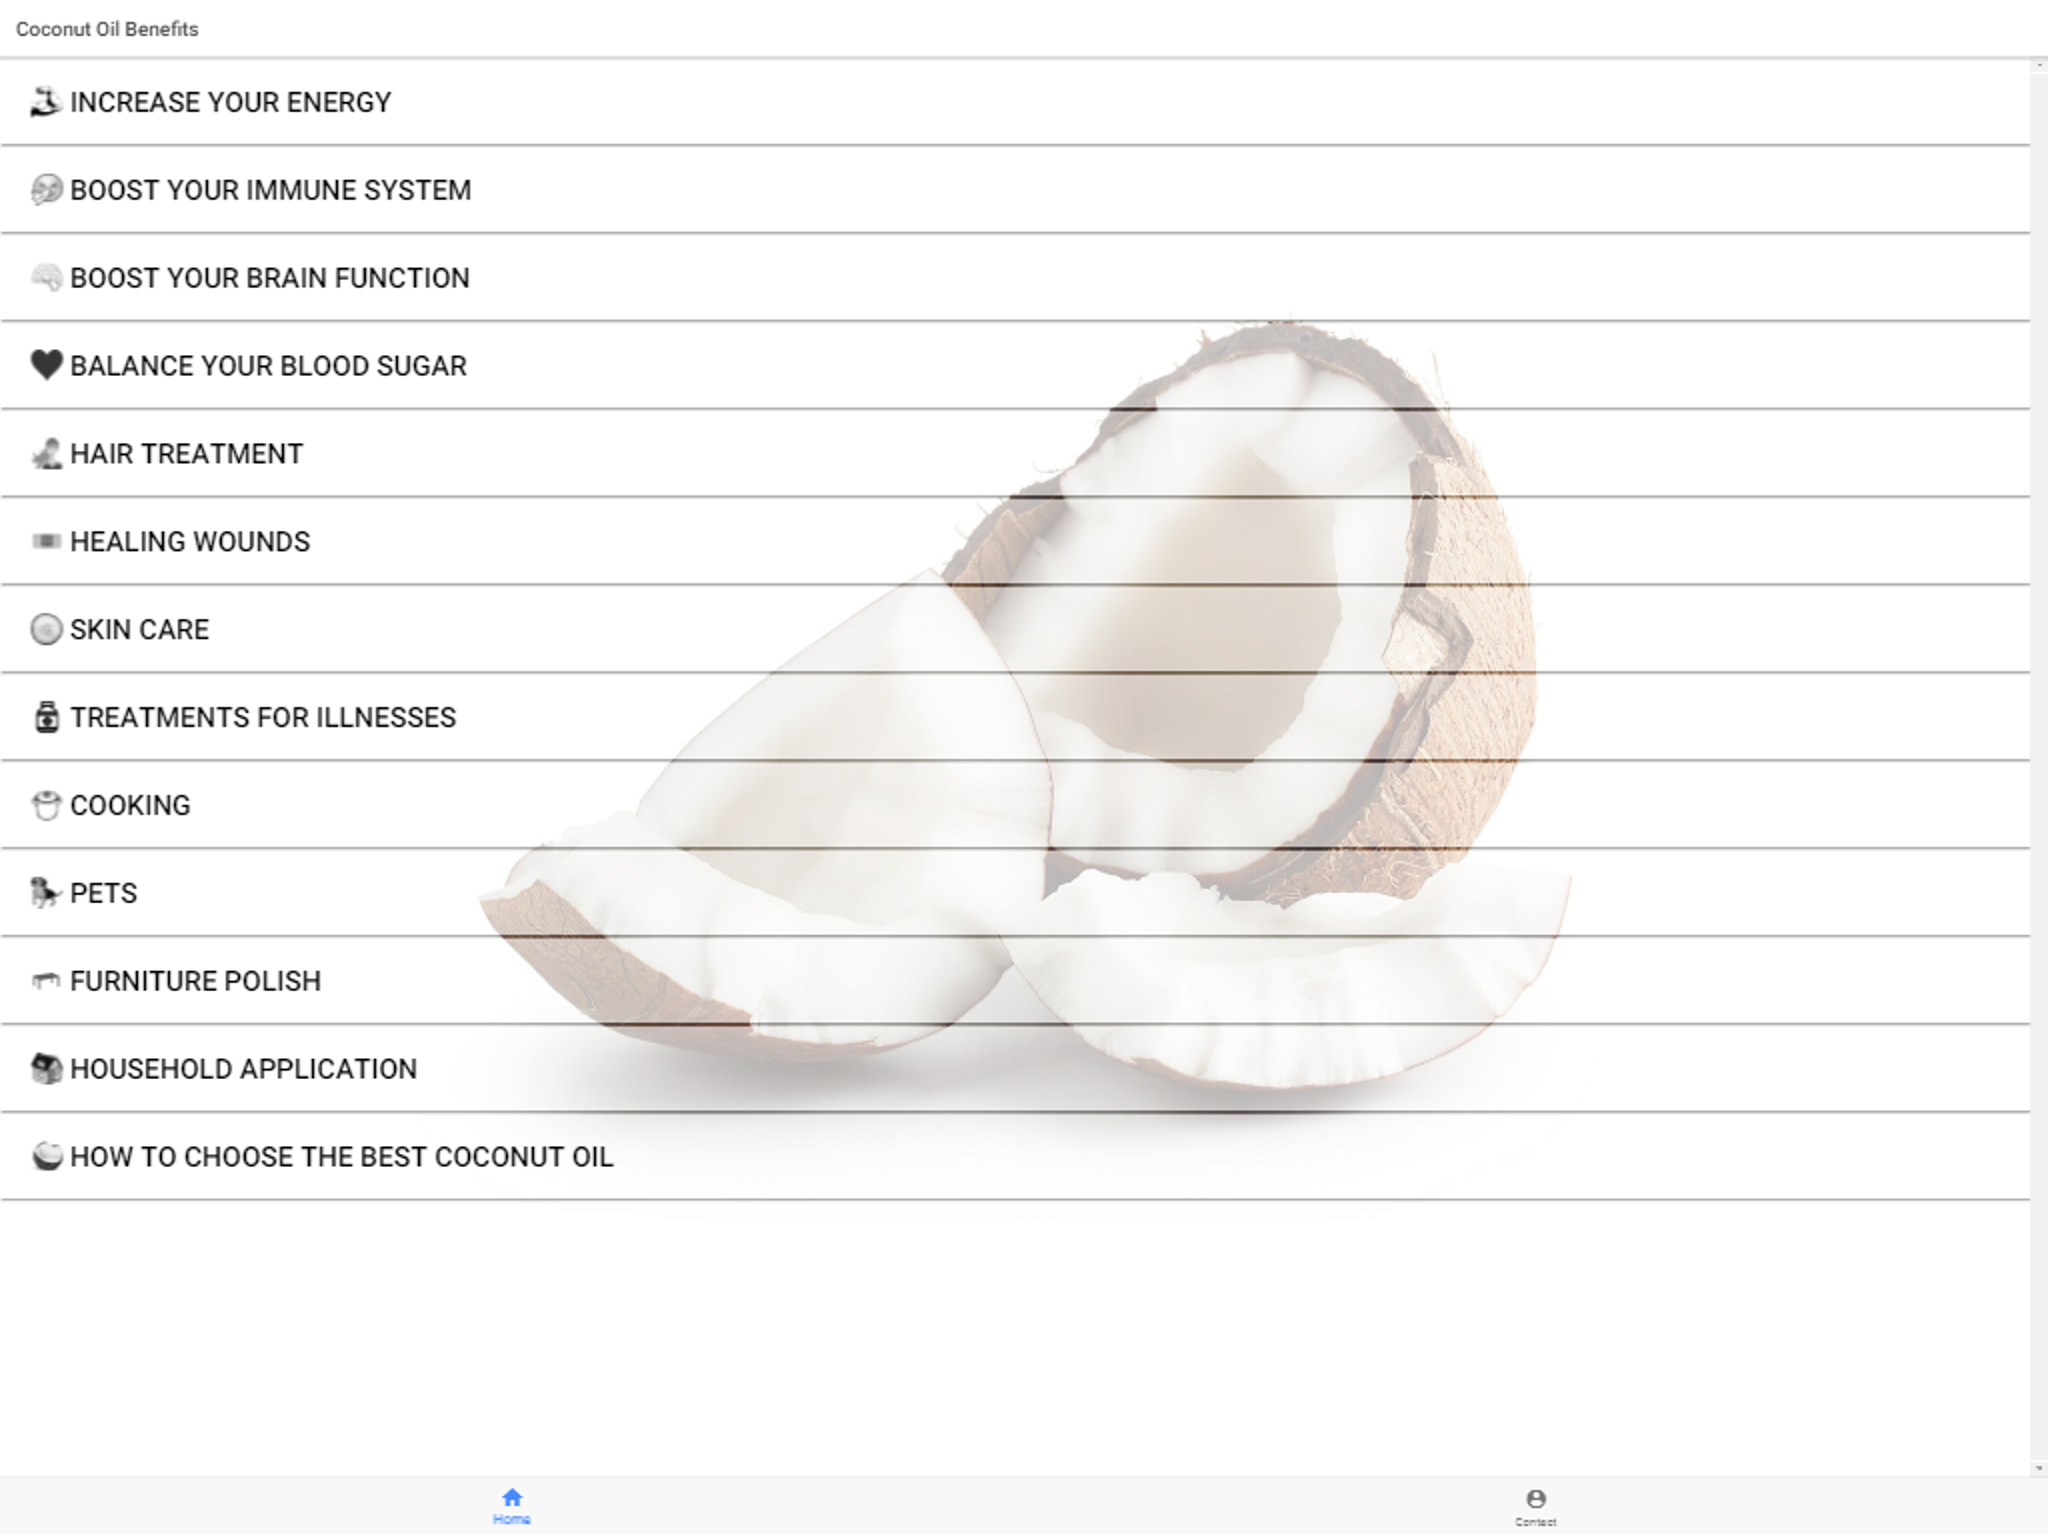 Coconut Oil Benefits
INCREASE YOUR ENERGY
BOOST YOUR IMMUNE SYSTEM
BOOST YOUR BRAIN FUNCTION
BALANCE YOUR BLOOD SUGAR
HAIR TREATMENT
HEALING WOUNDS
SKIN CARE
TREATMENTS FOR ILLNESSES
COOKING
PETS
FURNITURE POLISH
HOUSEHOLD APPLICATION
HOW TO CHOOSE THE BEST COCONUT OIL
Home
Contact